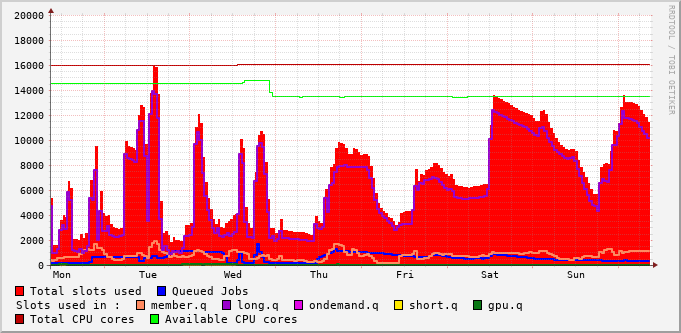 20000
18000
16000
14000
12000
10000
8000
6000
4000
2000
0
Mon Tue Wed Thu Fri Sat Sun
RRDTOOL / TOBI OETIKER
Total slots used Queued Jobs
Slots used in : member.q long.q ondemand.q short.q gpu.q
Total CPU cores Available CPU cores